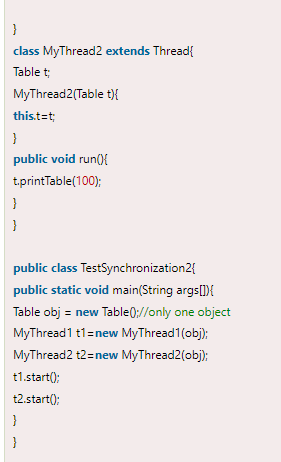 }
class MyThread2 extends Thread{
Table t;
MyThread2(Table t){
this.t=t;
}
public void run(){
t.printTable(100);
}
}
public class TestSynchronization2{
public static void main(String args[]){
Table obj = new Table();//only one object
MyThread1 t1=new MyThread1(obj);
MyThread2 t2=new MyThread2(obj);
t1.start();
t2.start();
}
}